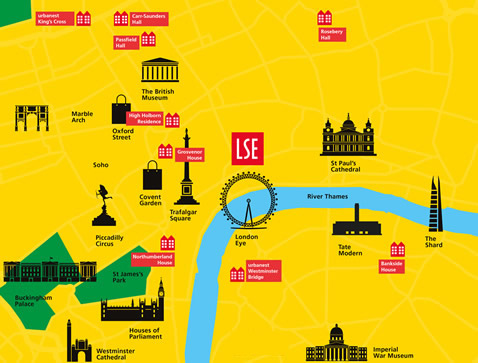 urbanest
King's Cross
Carr-Saunders
Hall
Rosebery
Hall
Passfield
Hall
The British
Museum
Marble
Arch
Oxford
Street
High Holborn
Residence
Grosvenor
House
LSE
St Paul's
Cathedral
Soho
Covent
Garden
Trafalgar
Square
River Thames
Piccadilly
Circus
London
Eye
Tate
Modern
The
Shard
Northumberland
House
Bankside
House
St James's
Park
urbanest
Westminster
Bridge
Buckingham
Palace
Houses of
Parliament
Westminster
Cathedral
Imperial
War Museum